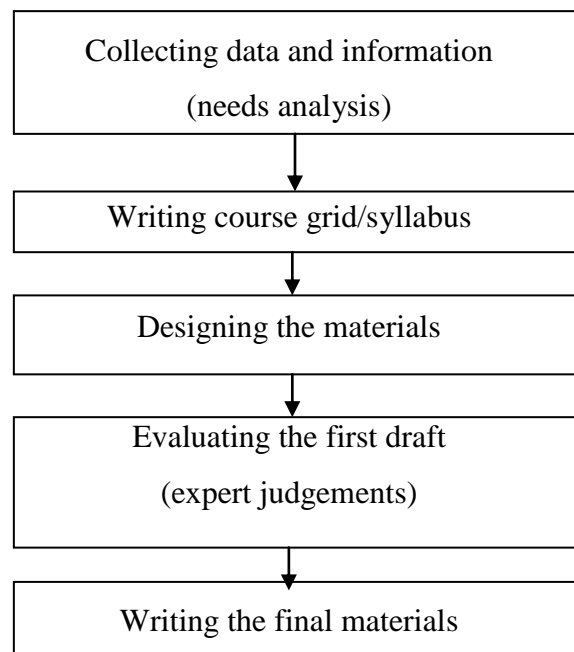 Collecting data and information
(needs analysis)
Writing course grid/syllabus
Designing the materials
Evaluating the first draft
(expert judgements)
Writing the final materials